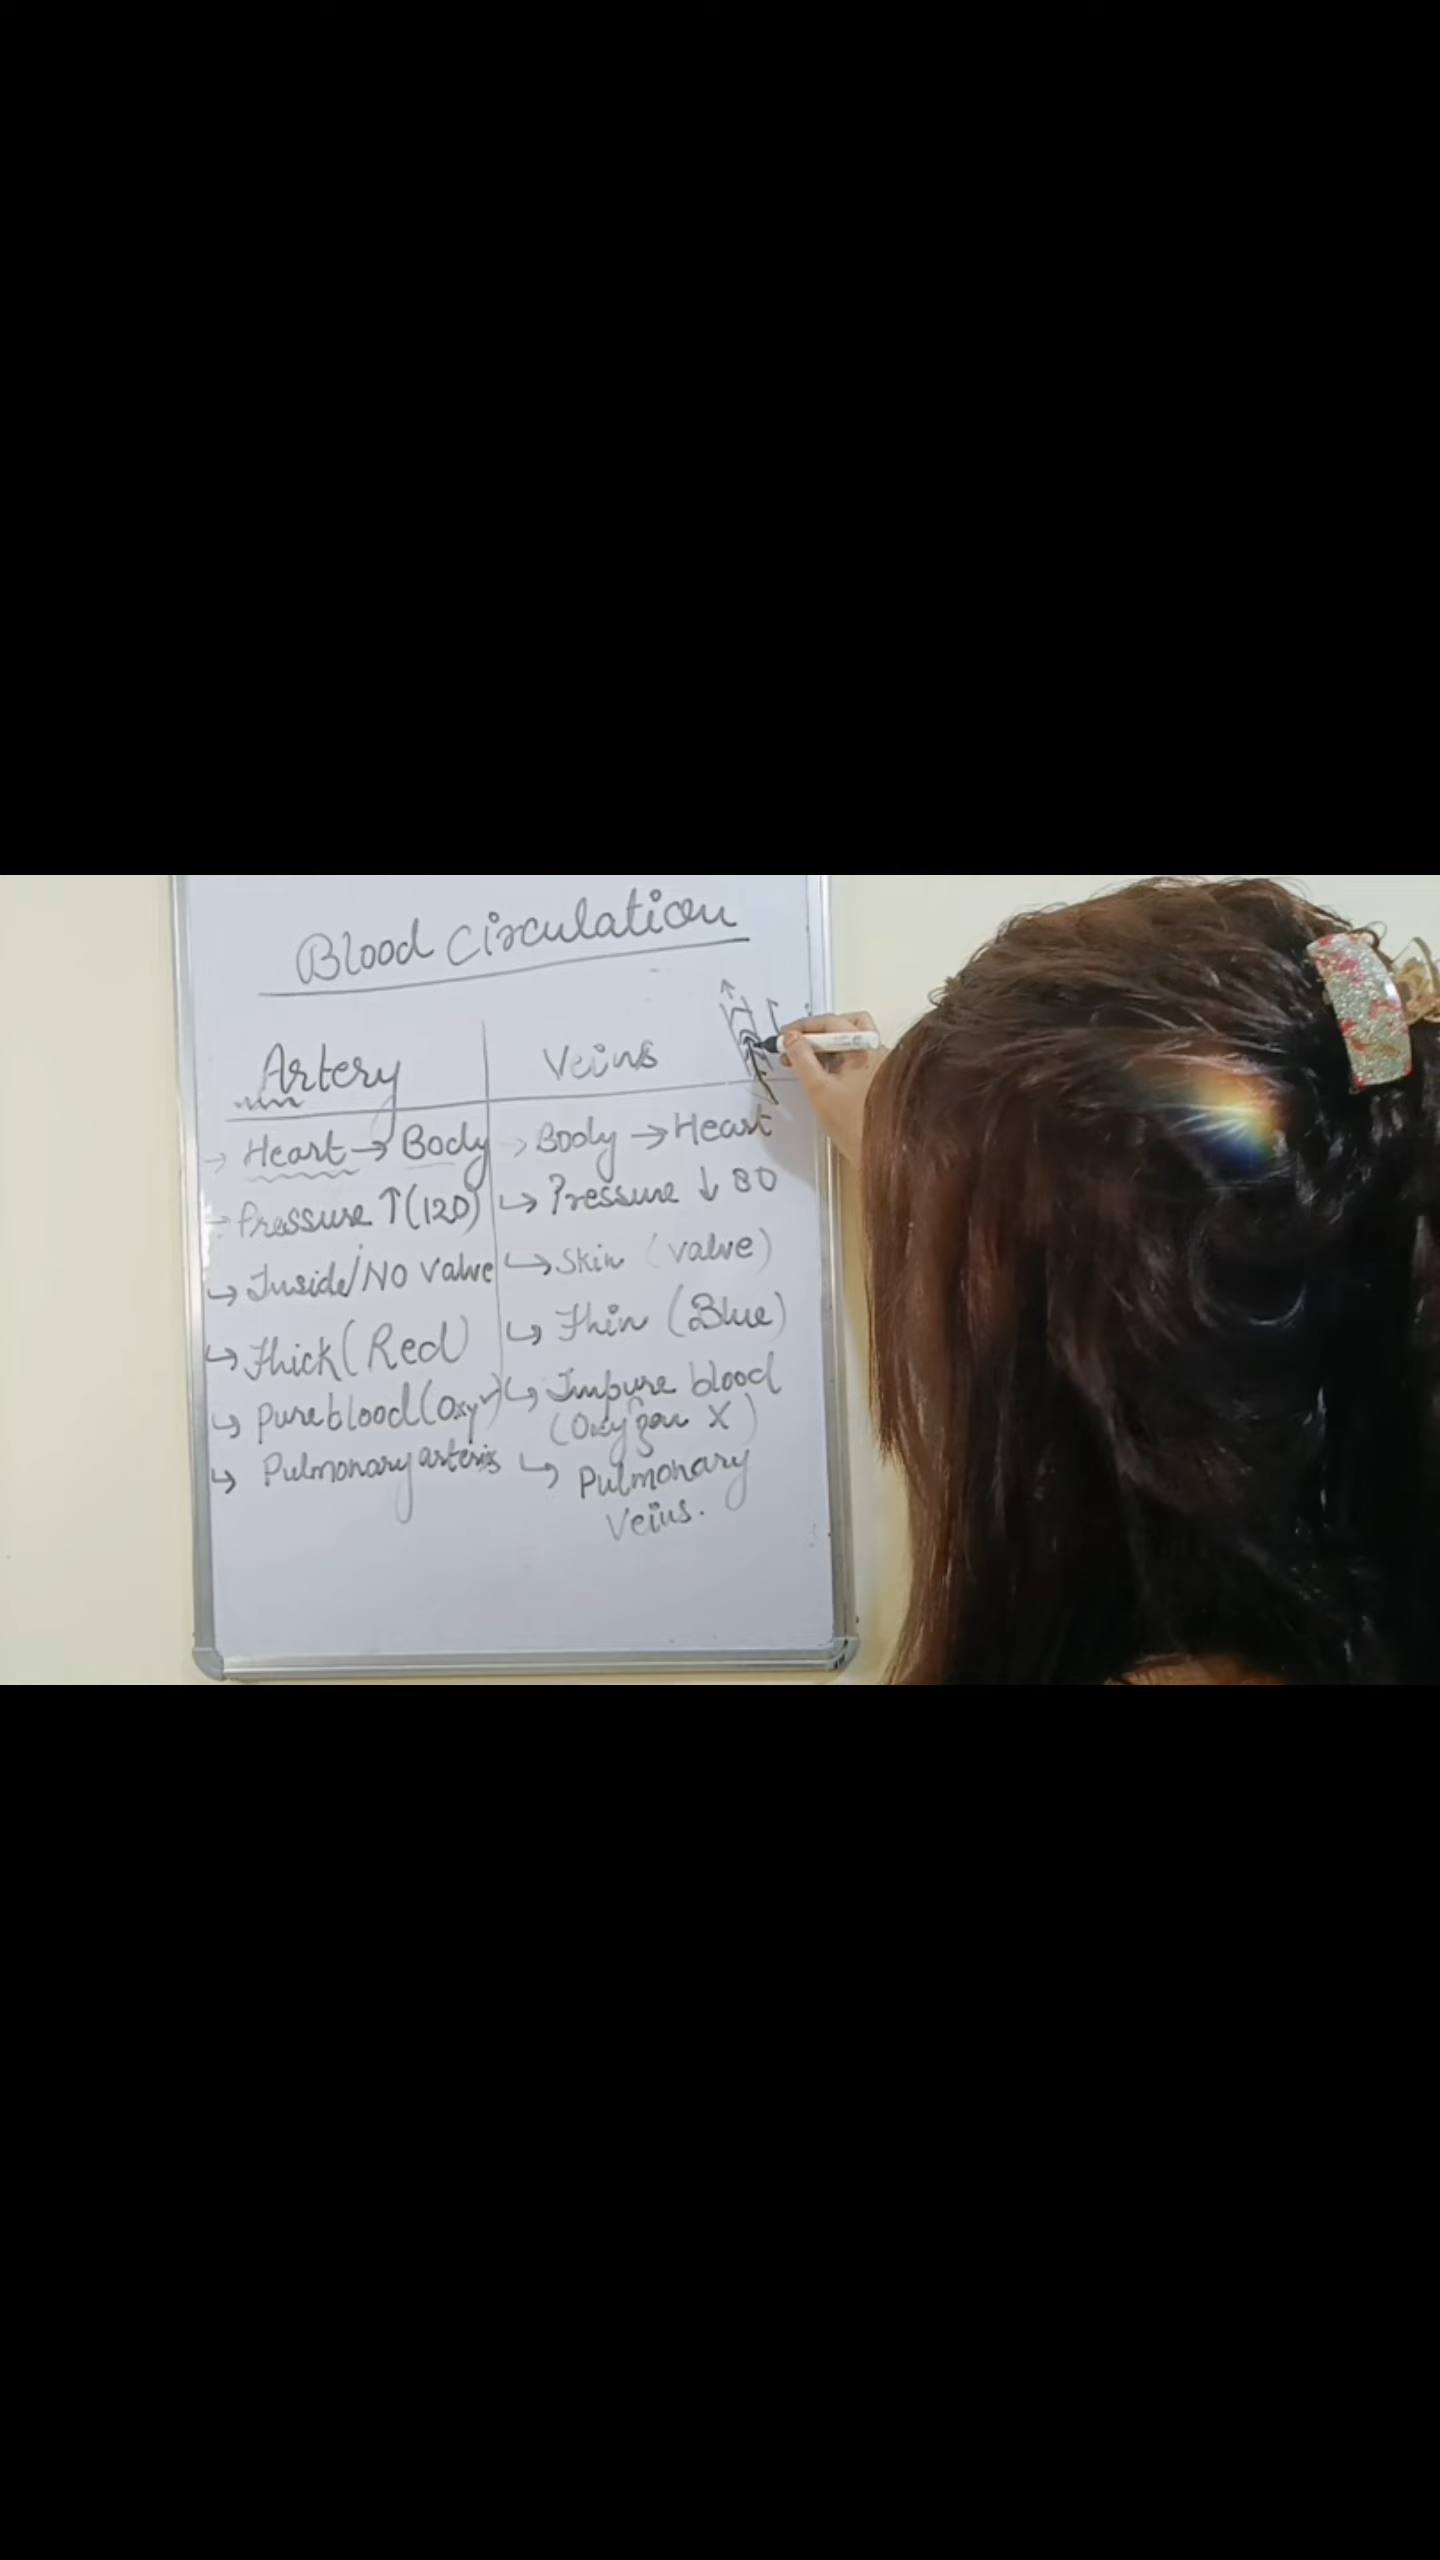 Blood Circulation
Artery Veins
→ Heart → Body → Body → Heart
→ Pressure ↑ (120) ↳ Pressure ↓ 80
↳ Inside/No valve ↳ Skin (valve)
↳ Thick (Red) ↳ Thin (Blue)
↳ Pure blood (Oxy ✓) ↳ Impure blood
(Oxygen X)
↳ Pulmonary arteris ↳ Pulmonary
Veins.